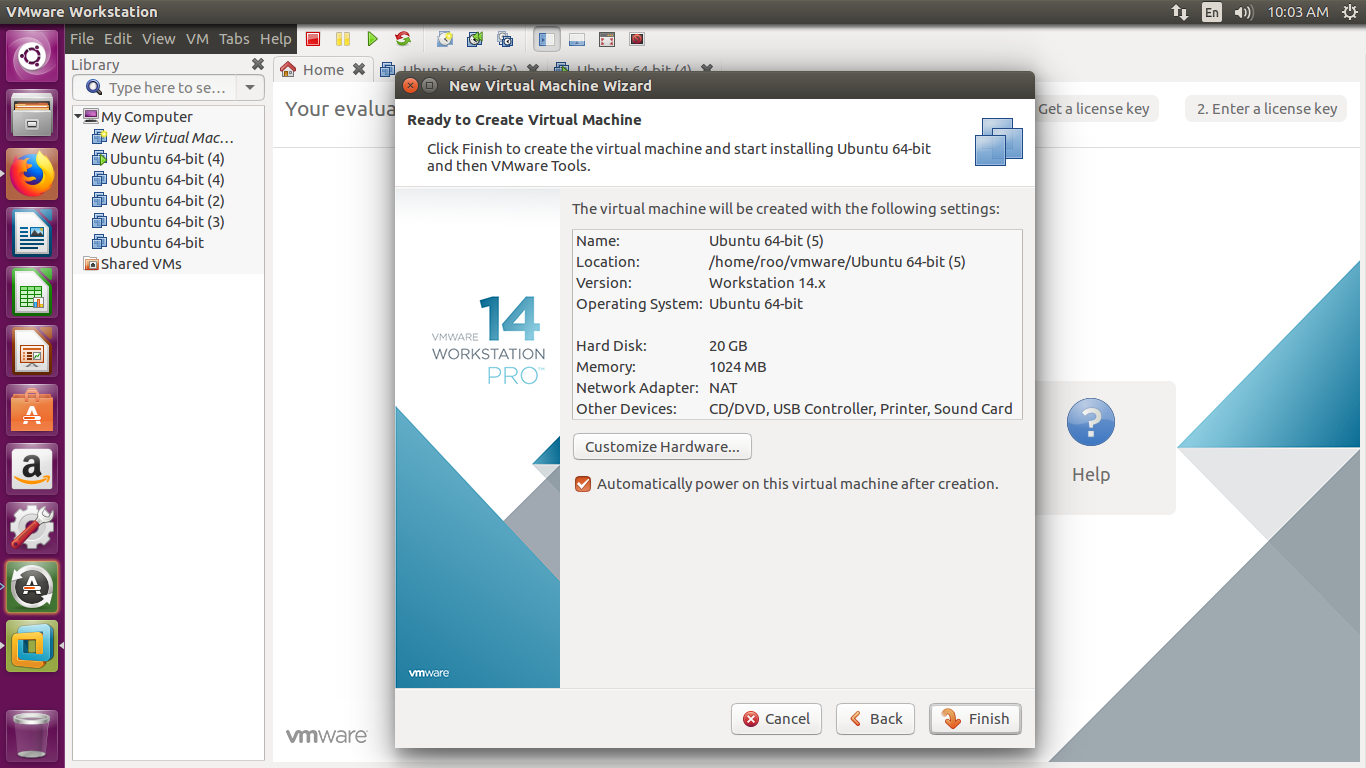 VMware Workstation
En
10:03 AM
File Edit View VM Tabs Help
Library
Type here to se...
My Computer
New Virtual Mac...
Ubuntu 64-bit (4)
Ubuntu 64-bit (4)
Ubuntu 64-bit (2)
Ubuntu 64-bit (3)
Ubuntu 64-bit
Shared VMs
Home
Ubuntu 64-bit (3)
Ubuntu 64-bit (4)
Your evalua
Get a license key
2. Enter a license key
New Virtual Machine Wizard
Ready to Create Virtual Machine
Click Finish to create the virtual machine and start installing Ubuntu 64-bit
and then VMware Tools.
VMWARE 14
WORKSTATION
PRO™
vmware
The virtual machine will be created with the following settings:
Name: Ubuntu 64-bit (5)
Location: /home/roo/vmware/Ubuntu 64-bit (5)
Version: Workstation 14.x
Operating System: Ubuntu 64-bit
Hard Disk: 20 GB
Memory: 1024 MB
Network Adapter: NAT
Other Devices: CD/DVD, USB Controller, Printer, Sound Card
Customize Hardware...
Automatically power on this virtual machine after creation.
Cancel
Back
Finish
Help
vmware